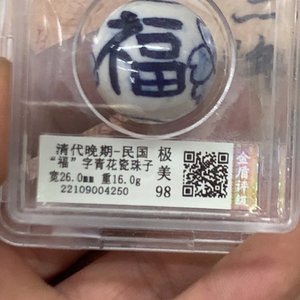 福
清代晚期-民国
“福”字青花瓷珠子
宽26.0mm 重16.0g
22109004250
极美
98
金盾评级